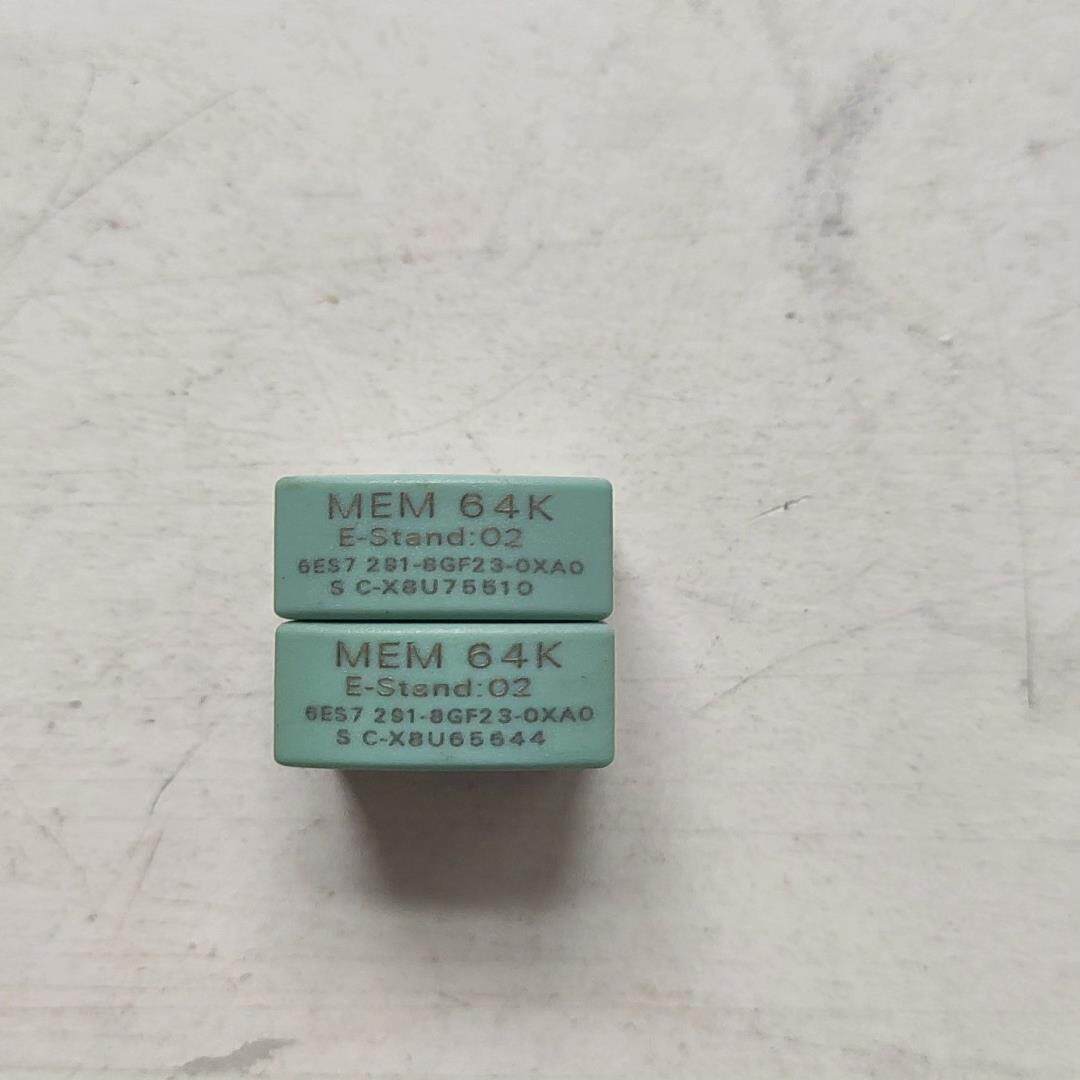 MEM 64K
E-Stand:02
6ES7 291-8GF23-0XA0
S C-X8U75510
MEM 64K
E-Stand:02
6ES7 291-8GF23-0XA0
S C-X8U65644